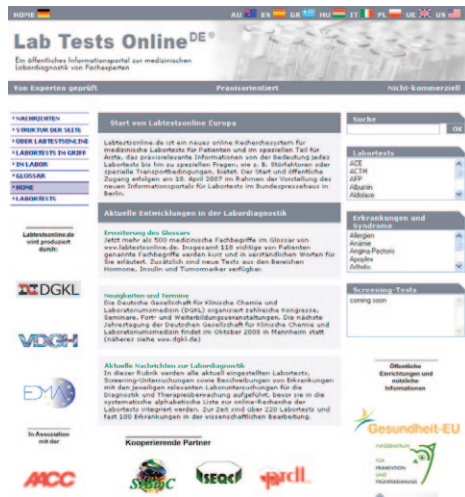 HOME
AU ES GR HU IT PL UE US
Lab Tests Online DE®
Ein öffentliches Informationsportal zur medizinischen
Labordiagnostik von Fachexperten
Von Experten geprüft
Praxisorientiert
Nicht-kommerziell
NACHRICHTEN
STRUKTUR DER SEITE
ÜBER LABTESTSONLINE
LABORTESTS IN GRIFF
IN LABOR
GLOSSAR
HOME
LABORTESTS
Labtestsonline.de
wird produziert
durch:
DGKL
VDGH
EDMA
In Assoziation
mit der
AACC
Start von Labtestsonline Europa
Labtestsonline.de ist ein neues online Recherchesystem für
medizinische Labortests für Patienten und im speziellen Teil für
Ärzte, das praxisrelevante Informationen von der Bedeutung jedes
Labortests bis hin zu speziellen Fragen, wie z. B. Störfaktoren oder
spezielle Transportbedingungen, bietet. Der Start und öffentliche
Zugang erfolgen am 18. April 2007 im Rahmen der Vorstellung des
neuen Informationsportals für Labortests im Bundespressehaus in
Berlin.
Aktuelle Entwicklungen in der Labordiagnostik
Erweiterung des Glossars
Jetzt mehr als 500 medizinische Fachbegriffe im Glossar von
www.labtestsonline.de. Insgesamt 118 wichtige von Patienten
genannte Fachbegriffe werden kurz und in verständlichen Worten für
Sie erläutert. Zusätzlich sind neue Tests aus den Bereichen
Hormone, Insulin und Tumormarker verfügbar.
Neuigkeiten und Termine
Die Deutsche Gesellschaft für Klinische Chemie und
Laboratoriumsmedizin (DGKL) organisiert zahlreiche Kongresse,
Seminare, Fort- und Weiterbildungsveranstaltungen. Die nächste
Jahrestagung der Deutschen Gesellschaft für Klinische Chemie und
Laboratoriumsmedizin findet im Oktober 2008 in Mannheim statt
(näheres siehe www.dgkl.de)
Aktuelle Nachrichten zur Labordiagnostik
In dieser Rubrik werden alle aktuell eingestellten Labortests,
Screening-Untersuchungen sowie Beschreibungen von Erkrankungen
mit den jeweiligen relevanten Laboruntersuchungen für die
Diagnostik und Therapieüberwachung aufgeführt, bevor sie in die
systematische alphabetische Liste zur online-Recherche der
Labortests integriert werden. Zur Zeit sind über 220 Labortests und
fast 100 Erkrankungen in der wissenschaftlichen Bearbeitung.
Kooperierende Partner
SEQC
Suche
OK
Labortests
ACE
ACTH
AFP
Albumin
Aldolase
Erkrankungen und
Syndrome
Allergien
Anämie
Angina Pectoris
Apoplex
Arthritis
Screening-Tests
coming soon
Öffentliche
Einrichtungen und
nützliche
Informationen
Gesundheit-EU
INFOZENTRUM
FÜR
PRÄVENTION
UND
FRÜHERKENNUNG